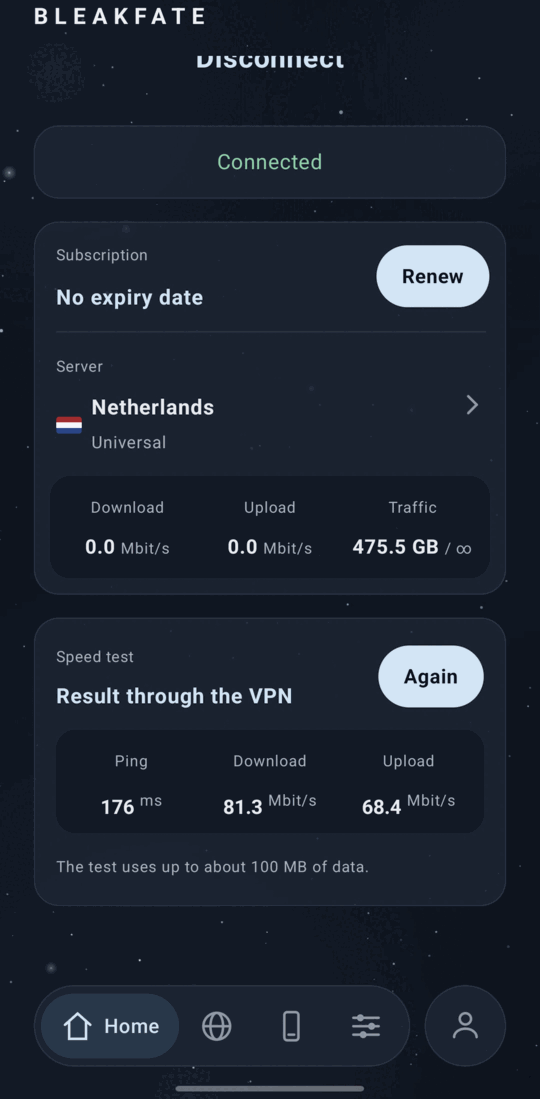 BLEAKFATE
Disconnect
Connected
Subscription
No expiry date
Renew
Server
Netherlands
Universal
Download Upload Traffic
0.0 Mbit/s 0.0 Mbit/s 475.5 GB / ∞
Speed test
Result through the VPN
Again
Ping Download Upload
176 ms 81.3 Mbit/s 68.4 Mbit/s
The test uses up to about 100 MB of data.
Home